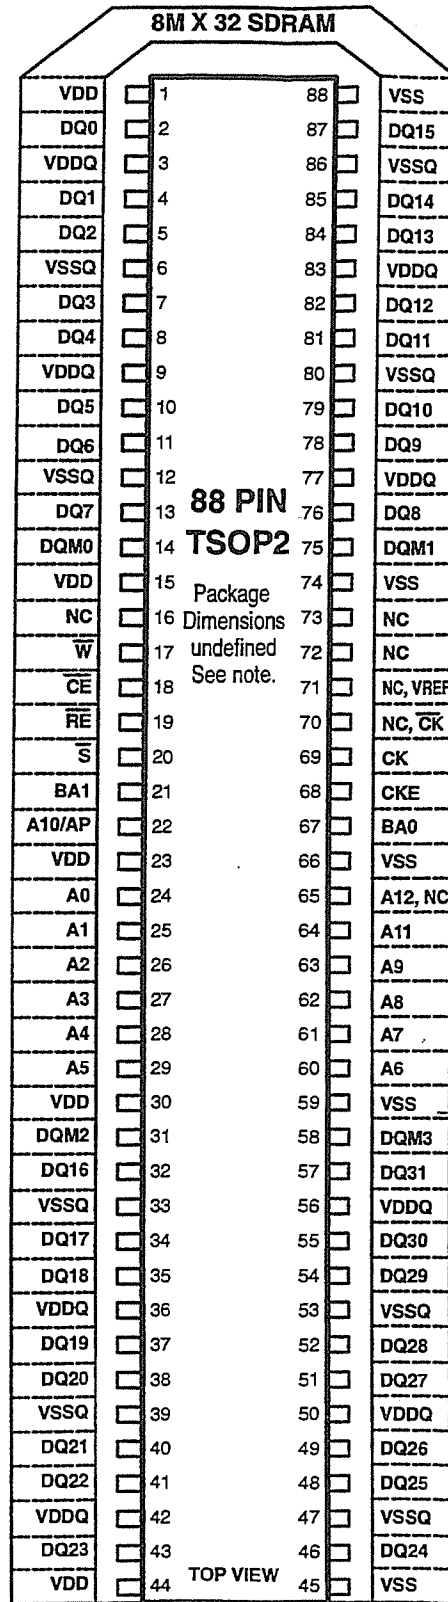 8M X 32 SDRAM
VDD 1 88 VSS
DQ0 2 87 DQ15
VDDQ 3 86 VSSQ
DQ1 4 85 DQ14
DQ2 5 84 DQ13
VSSQ 6 83 VDDQ
DQ3 7 82 DQ12
DQ4 8 81 DQ11
VDDQ 9 80 VSSQ
DQ5 10 79 DQ10
DQ6 11 78 DQ9
VSSQ 12 77 VDDQ
DQ7 13 88 PIN 76 DQ8
DQM0 14 TSOP2 75 DQM1
VDD 15 74 VSS
Package
NC 16 Dimensions 73 NC
W̅ 17 undefined 72 NC
C̅E̅ 18 See note. 71 NC, VREF
R̅E̅ 19 70 NC, C̅K̅
S̅ 20 69 CK
BA1 21 68 CKE
A10/AP 22 67 BA0
VDD 23 66 VSS
A0 24 65 A12, NC
A1 25 64 A11
A2 26 63 A9
A3 27 62 A8
A4 28 61 A7
A5 29 60 A6
VDD 30 59 VSS
DQM2 31 58 DQM3
DQ16 32 57 DQ31
VSSQ 33 56 VDDQ
DQ17 34 55 DQ30
DQ18 35 54 DQ29
VDDQ 36 53 VSSQ
DQ19 37 52 DQ28
DQ20 38 51 DQ27
VSSQ 39 50 VDDQ
DQ21 40 49 DQ26
DQ22 41 48 DQ25
VDDQ 42 47 VSSQ
DQ23 43 46 DQ24
VDD 44 TOP VIEW 45 VSS